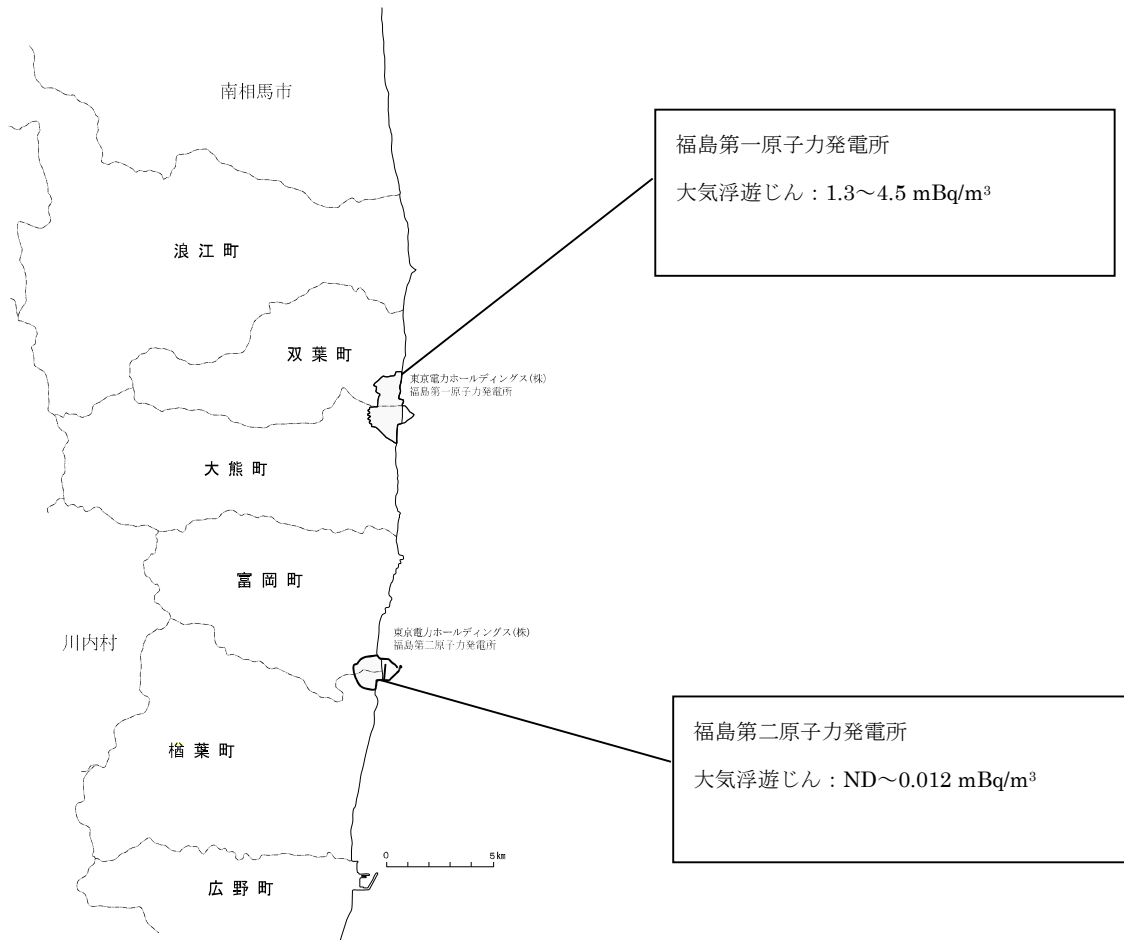 南相馬市
福島第一原子力発電所
大気浮遊じん：1.3～4.5 mBq/m³
浪江町
双葉町
東京電力ホールディングス(株)
福島第一原子力発電所
大熊町
富岡町
東京電力ホールディングス(株)
福島第二原子力発電所
川内村
福島第二原子力発電所
大気浮遊じん：ND～0.012 mBq/m³
楢葉町
0 5km
広野町